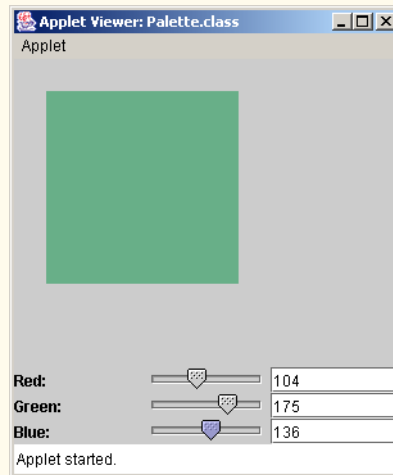 Applet Viewer: Palette.class
Applet
Red: 104
Green: 175
Blue: 136
Applet started.